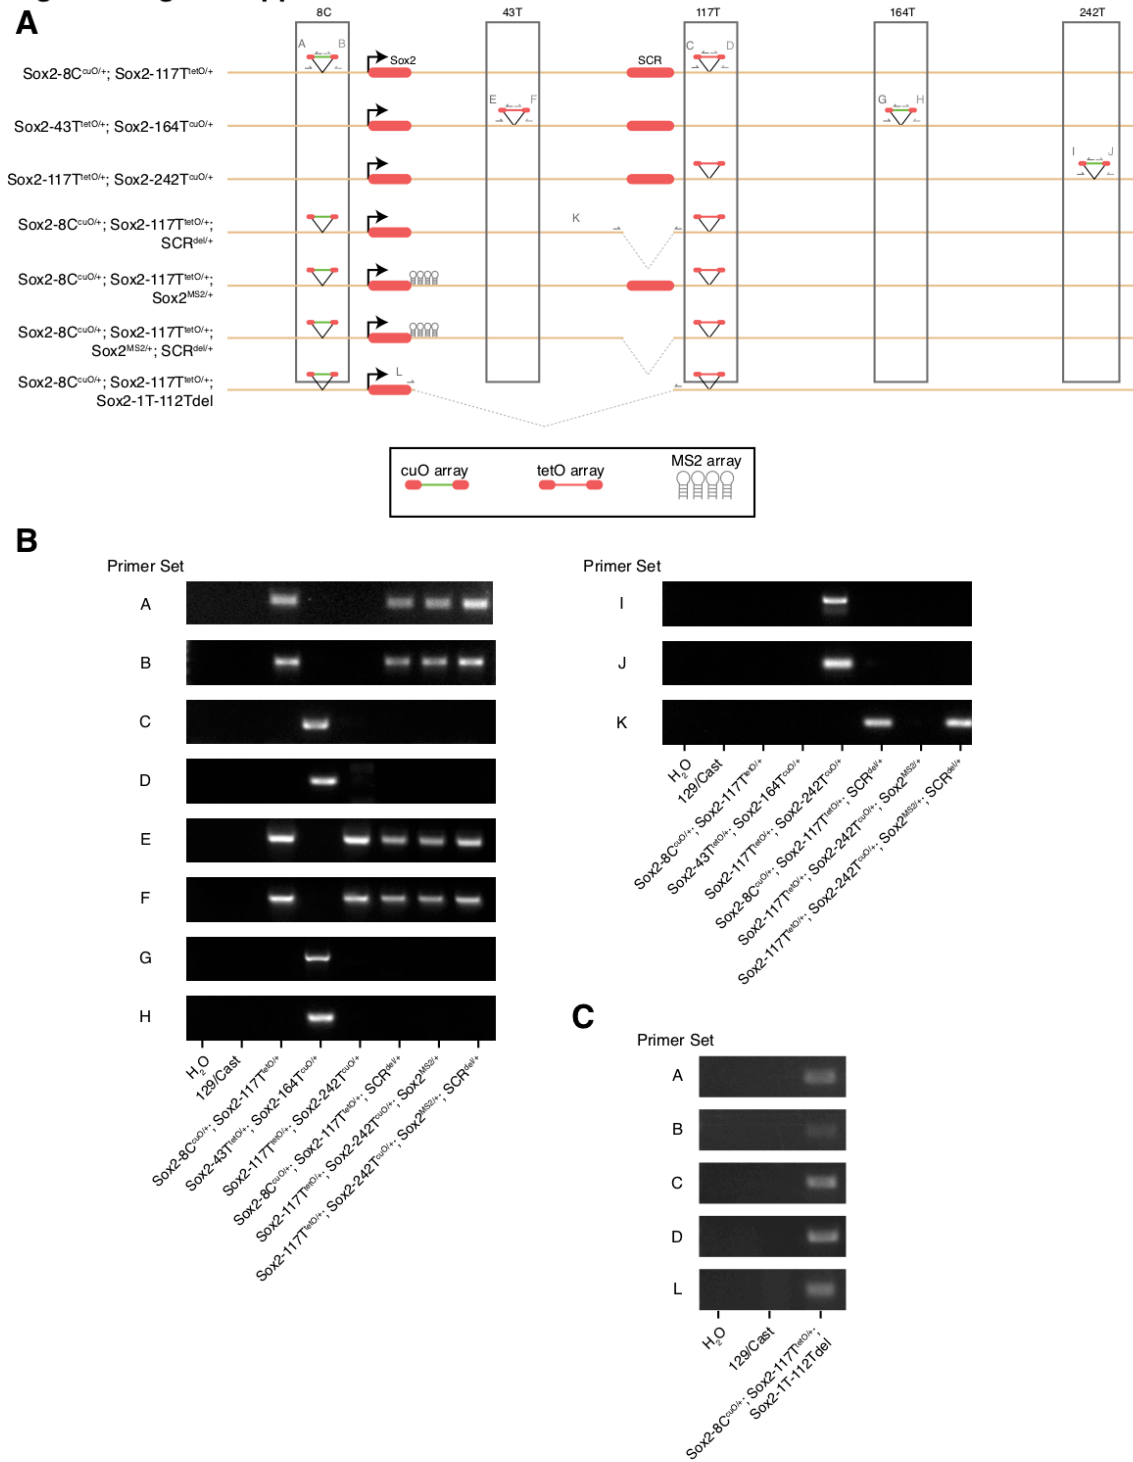 A
8C
43T
117T
164T
242T
A B
Sox2
SCR
C D
Sox2-8Cᶜᵘᴼ/⁺; Sox2-117Tᵗᵉᵗᴼ/⁺
E F
G H
Sox2-43Tᵗᵉᵗᴼ/⁺; Sox2-164Tᶜᵘᴼ/⁺
I J
Sox2-117Tᵗᵉᵗᴼ/⁺; Sox2-242Tᶜᵘᴼ/⁺
Sox2-8Cᶜᵘᴼ/⁺; Sox2-117Tᵗᵉᵗᴼ/⁺;
SCRᵈᵉˡ/⁺
K
Sox2-8Cᶜᵘᴼ/⁺; Sox2-117Tᵗᵉᵗᴼ/⁺;
Sox2ᴹˢ²/⁺
Sox2-8Cᶜᵘᴼ/⁺; Sox2-117Tᵗᵉᵗᴼ/⁺;
Sox2ᴹˢ²/⁺; SCRᵈᵉˡ/⁺
Sox2-8Cᶜᵘᴼ/⁺; Sox2-117Tᵗᵉᵗᴼ/⁺;
Sox2-1T-112Tdel
L
cuO array
tetO array
MS2 array
B
Primer Set
A
B
C
D
E
F
G
H
H₂O
129/Cast
Sox2-8Cᶜᵘᴼ/⁺; Sox2-117Tᵗᵉᵗᴼ/⁺
Sox2-43Tᵗᵉᵗᴼ/⁺; Sox2-164Tᶜᵘᴼ/⁺
Sox2-117Tᵗᵉᵗᴼ/⁺; Sox2-242Tᶜᵘᴼ/⁺
Sox2-8Cᶜᵘᴼ/⁺; Sox2-117Tᵗᵉᵗᴼ/⁺; SCRᵈᵉˡ/⁺
Sox2-117Tᵗᵉᵗᴼ/⁺; Sox2-242Tᶜᵘᴼ/⁺; Sox2ᴹˢ²/⁺
Sox2-117Tᵗᵉᵗᴼ/⁺; Sox2-242Tᶜᵘᴼ/⁺; Sox2ᴹˢ²/⁺; SCRᵈᵉˡ/⁺
Primer Set
I
J
K
H₂O
129/Cast
Sox2-8Cᶜᵘᴼ/⁺; Sox2-117Tᵗᵉᵗᴼ/⁺
Sox2-43Tᵗᵉᵗᴼ/⁺; Sox2-164Tᶜᵘᴼ/⁺
Sox2-117Tᵗᵉᵗᴼ/⁺; Sox2-242Tᶜᵘᴼ/⁺
Sox2-8Cᶜᵘᴼ/⁺; Sox2-117Tᵗᵉᵗᴼ/⁺; SCRᵈᵉˡ/⁺
Sox2-117Tᵗᵉᵗᴼ/⁺; Sox2-242Tᶜᵘᴼ/⁺; Sox2ᴹˢ²/⁺
Sox2-117Tᵗᵉᵗᴼ/⁺; Sox2-242Tᶜᵘᴼ/⁺; Sox2ᴹˢ²/⁺; SCRᵈᵉˡ/⁺
C
Primer Set
A
B
C
D
L
H₂O
129/Cast
Sox2-8Cᶜᵘᴼ/⁺; Sox2-117Tᵗᵉᵗᴼ/⁺;
Sox2-1T-112Tdel